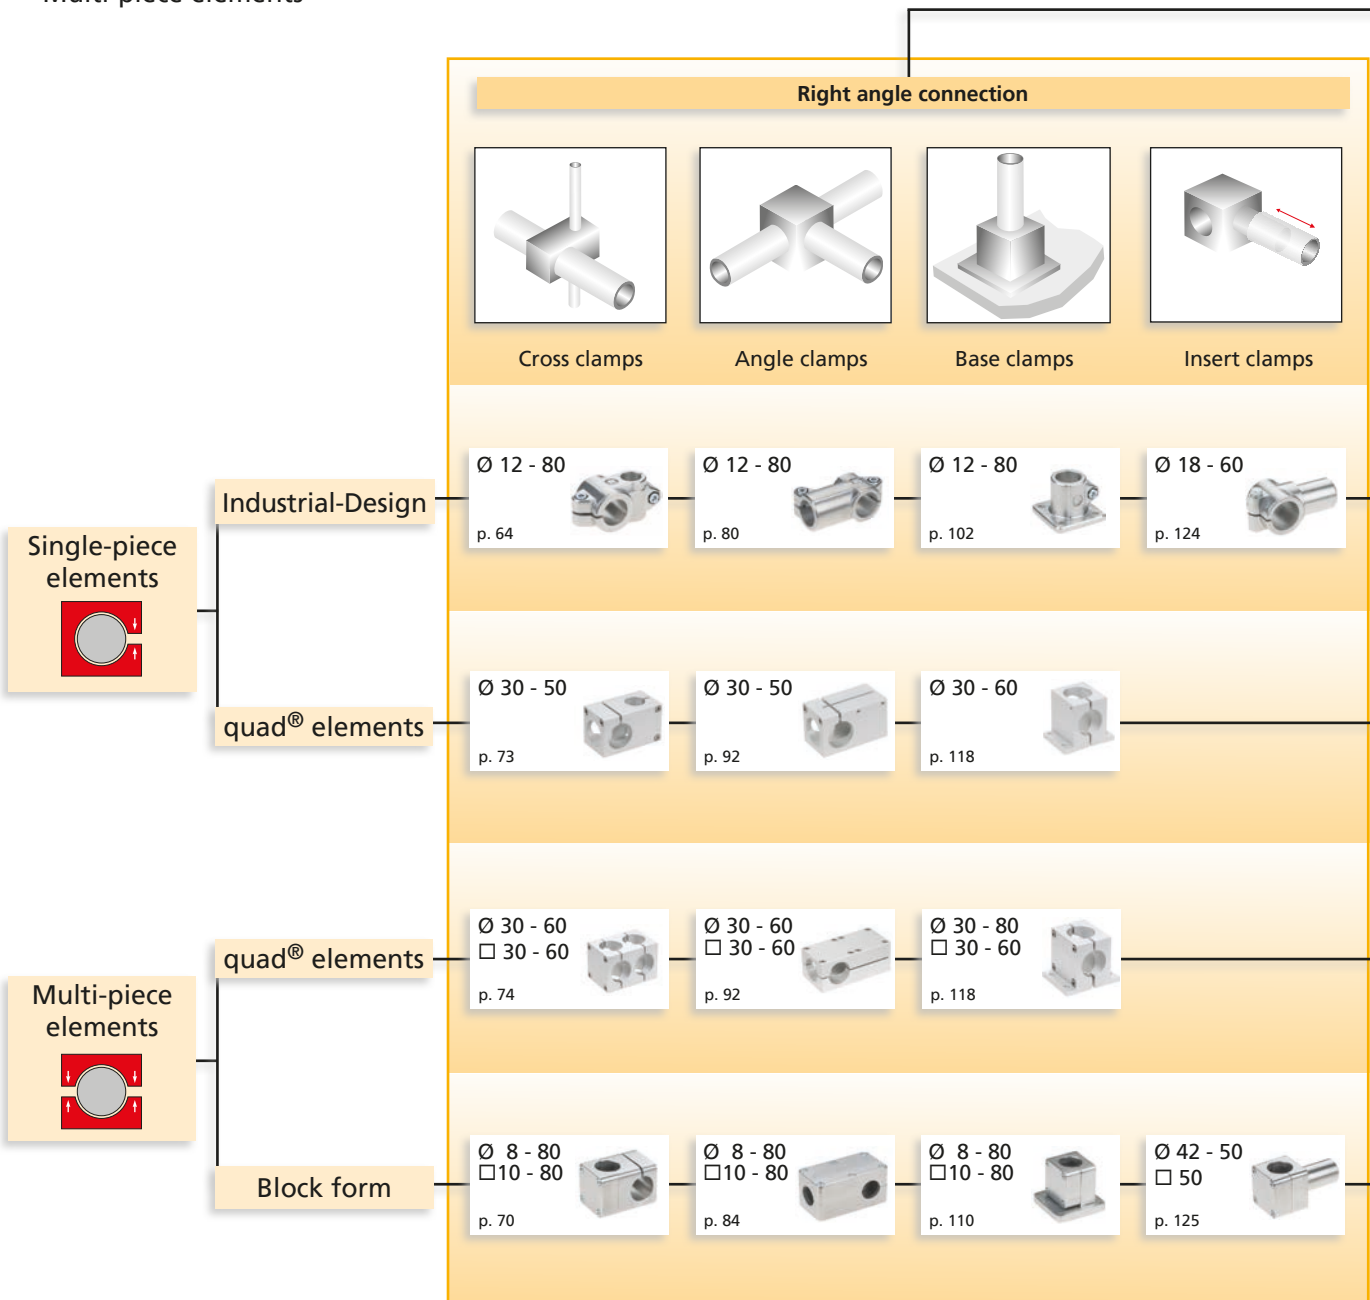 Multi-piece elements
Right angle connection
Cross clamps
Angle clamps
Base clamps
Insert clamps
Single-piece
elements
Industrial-Design
Ø 12 - 80
p. 64
Ø 12 - 80
p. 80
Ø 12 - 80
p. 102
Ø 18 - 60
p. 124
quad® elements
Ø 30 - 50
p. 73
Ø 30 - 50
p. 92
Ø 30 - 60
p. 118
Multi-piece
elements
quad® elements
Ø 30 - 60
□ 30 - 60
p. 74
Ø 30 - 60
□ 30 - 60
p. 92
Ø 30 - 80
□ 30 - 60
p. 118
Block form
Ø 8 - 80
□10 - 80
p. 70
Ø 8 - 80
□10 - 80
p. 84
Ø 8 - 80
□10 - 80
p. 110
Ø 42 - 50
□ 50
p. 125